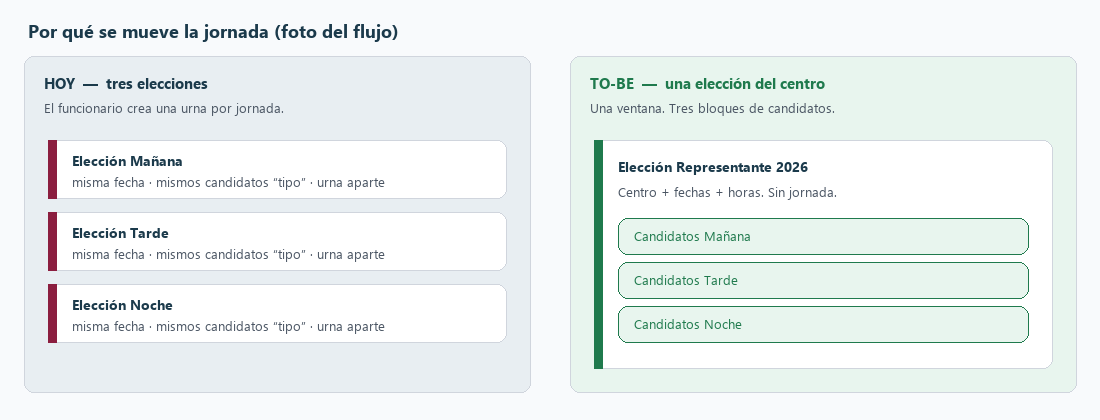 Por qué se mueve la jornada (foto del flujo)
HOY — tres elecciones
El funcionario crea una urna por jornada.
Elección Mañana
misma fecha · mismos candidatos “tipo” · urna aparte
Elección Tarde
misma fecha · mismos candidatos “tipo” · urna aparte
Elección Noche
misma fecha · mismos candidatos “tipo” · urna aparte
TO-BE — una elección del centro
Una ventana. Tres bloques de candidatos.
Elección Representante 2026
Centro + fechas + horas. Sin jornada.
Candidatos Mañana
Candidatos Tarde
Candidatos Noche